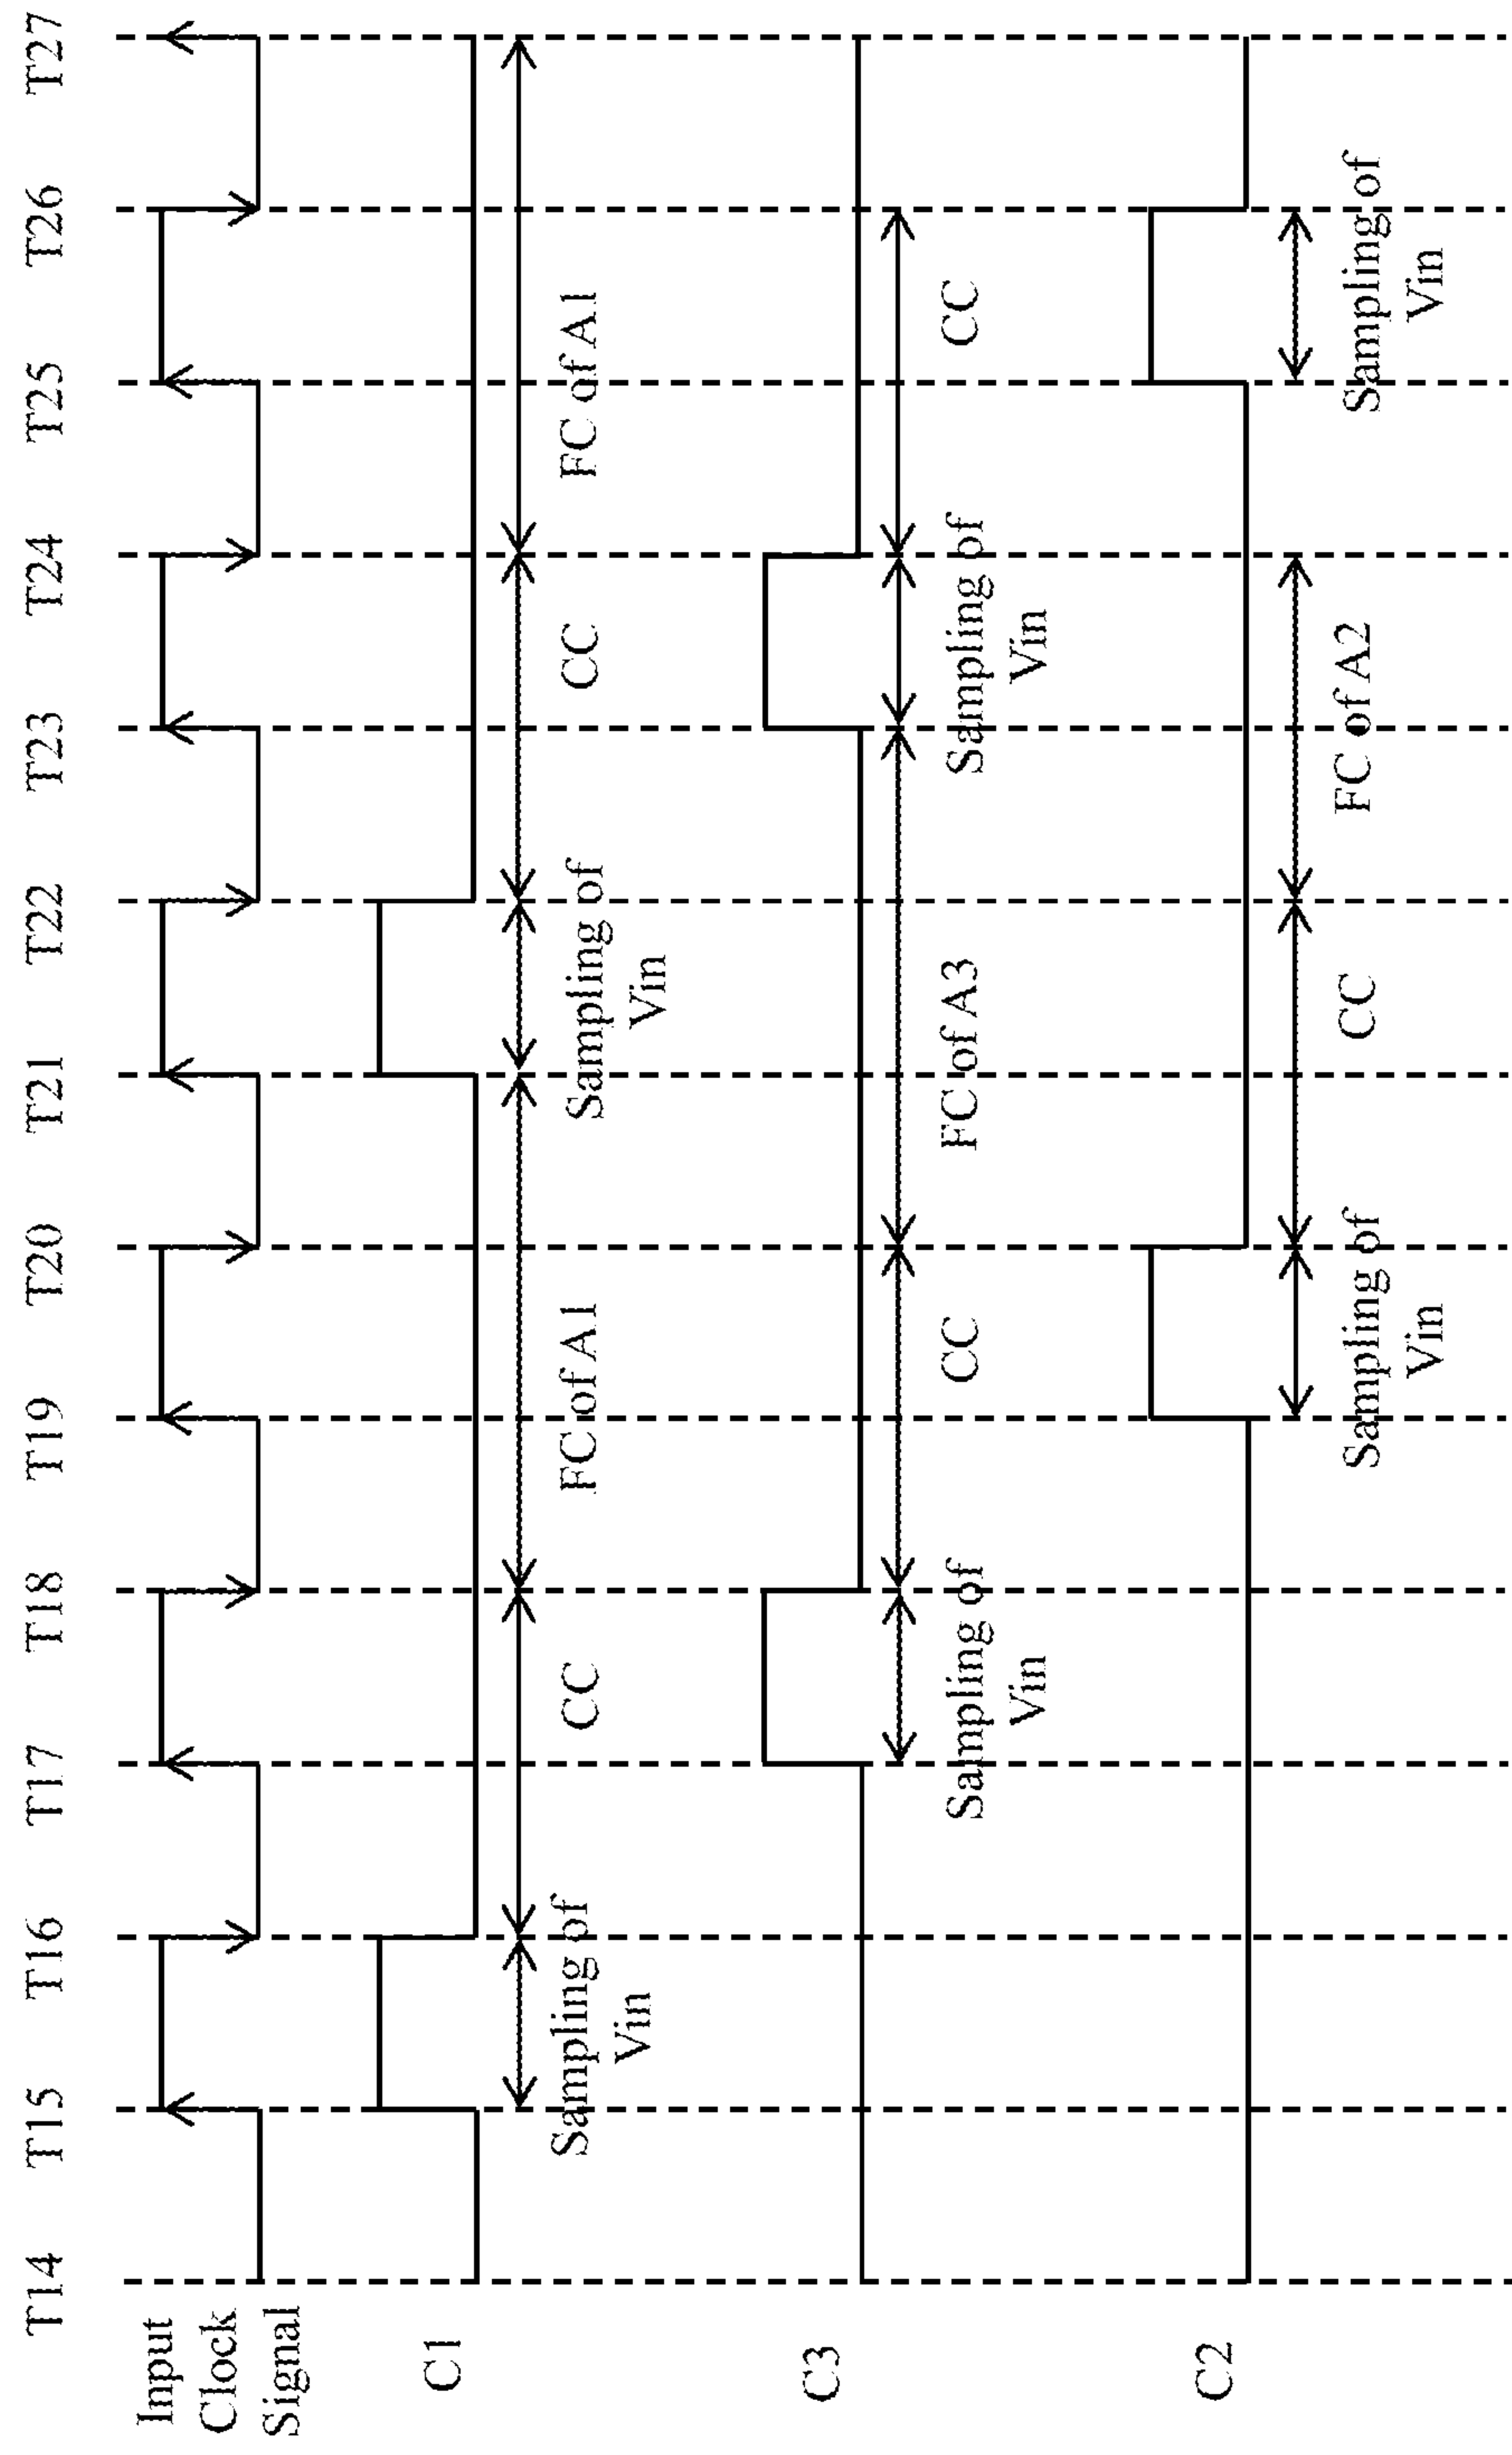 T14 T15 T16 T17 T18 T19 T20 T21 T22 T23 T24 T25 T26 T27
Input
Clock
Signal
C1
Sampling of
Vin
CC
FC of A1
Sampling of
Vin
CC
FC of A1
C3
Sampling of
Vin
CC
FC of A3
Sampling of
Vin
CC
C2
Sampling of
Vin
CC
FC of A2
Sampling of
Vin